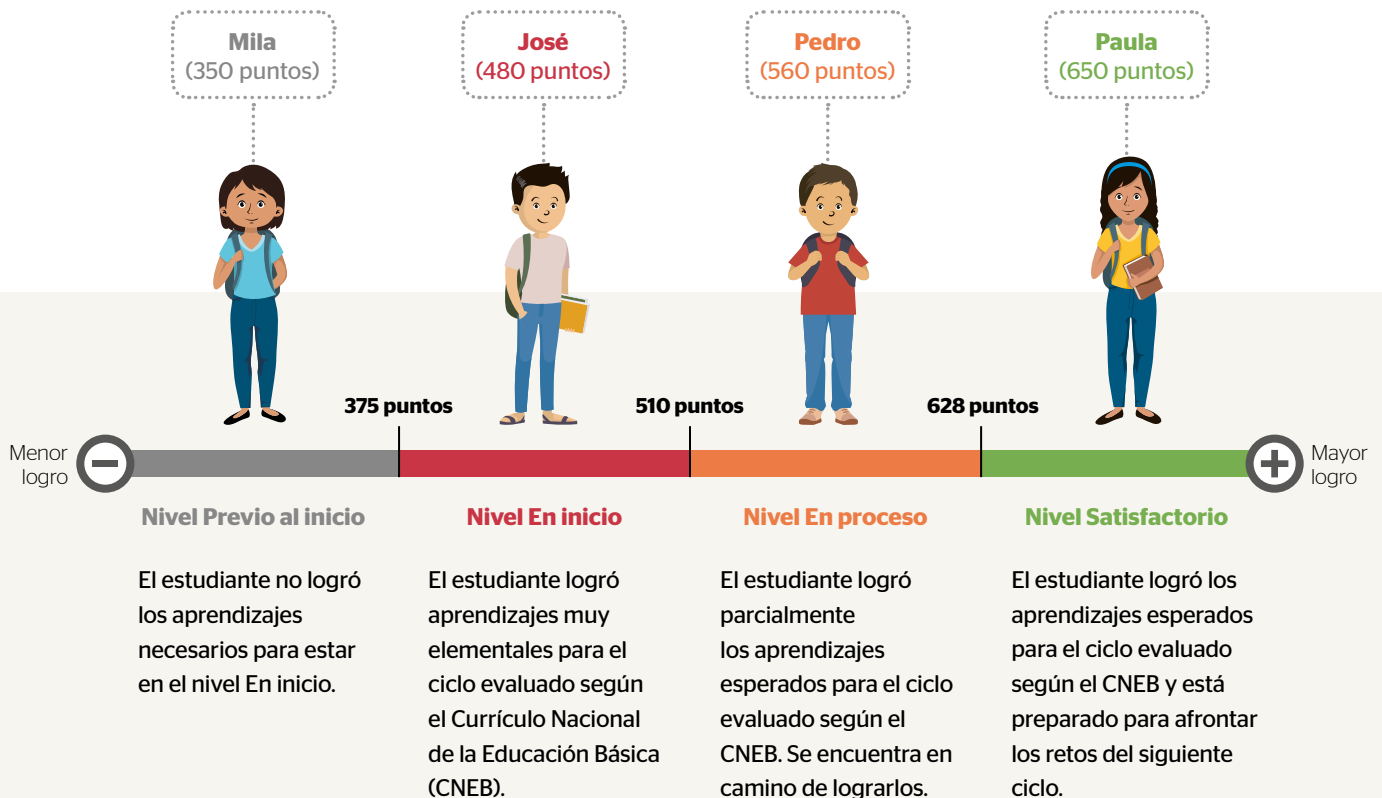 Mila
(350 puntos)
José
(480 puntos)
Pedro
(560 puntos)
Paula
(650 puntos)
375 puntos
510 puntos
628 puntos
Menor
logro
Mayor
logro
Nivel Previo al inicio
El estudiante no logró
los aprendizajes
necesarios para estar
en el nivel En inicio.
Nivel En inicio
El estudiante logró
aprendizajes muy
elementales para el
ciclo evaluado según
el Currículo Nacional
de la Educación Básica
(CNEB).
Nivel En proceso
El estudiante logró
parcialmente
los aprendizajes
esperados para el ciclo
evaluado según el
CNEB. Se encuentra en
camino de lograrlos.
Nivel Satisfactorio
El estudiante logró los
aprendizajes esperados
para el ciclo evaluado
según el CNEB y está
preparado para afrontar
los retos del siguiente
ciclo.